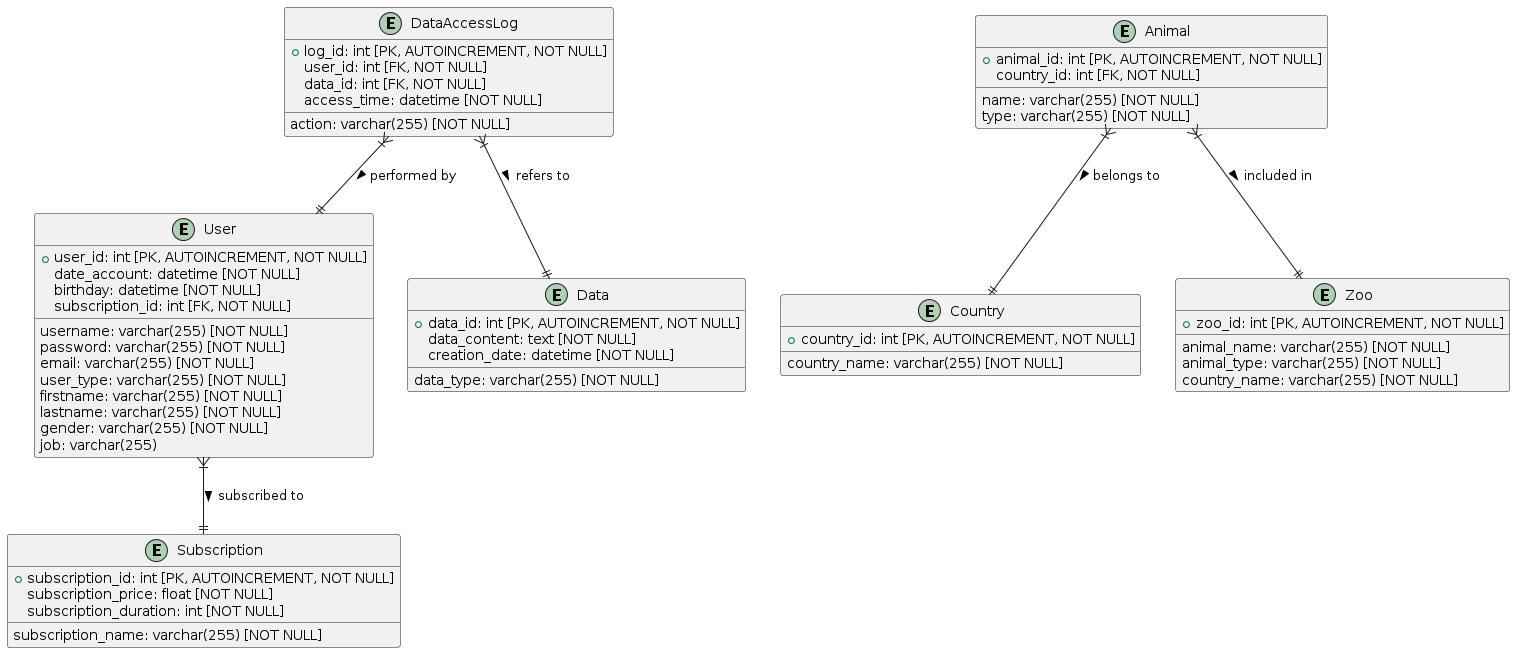 E DataAccessLog
log_id: int [PK, AUTOINCREMENT, NOT NULL]
user_id: int [FK, NOT NULL]
data_id: int [FK, NOT NULL]
access_time: datetime [NOT NULL]
action: varchar(255) [NOT NULL]
E Animal
animal_id: int [PK, AUTOINCREMENT, NOT NULL]
country_id: int [FK, NOT NULL]
name: varchar(255) [NOT NULL]
type: varchar(255) [NOT NULL]
performed by
refers to
belongs to
included in
E User
user_id: int [PK, AUTOINCREMENT, NOT NULL]
date_account: datetime [NOT NULL]
birthday: datetime [NOT NULL]
subscription_id: int [FK, NOT NULL]
username: varchar(255) [NOT NULL]
password: varchar(255) [NOT NULL]
email: varchar(255) [NOT NULL]
user_type: varchar(255) [NOT NULL]
firstname: varchar(255) [NOT NULL]
lastname: varchar(255) [NOT NULL]
gender: varchar(255) [NOT NULL]
job: varchar(255)
E Data
data_id: int [PK, AUTOINCREMENT, NOT NULL]
data_content: text [NOT NULL]
creation_date: datetime [NOT NULL]
data_type: varchar(255) [NOT NULL]
E Country
country_id: int [PK, AUTOINCREMENT, NOT NULL]
country_name: varchar(255) [NOT NULL]
E Zoo
zoo_id: int [PK, AUTOINCREMENT, NOT NULL]
animal_name: varchar(255) [NOT NULL]
animal_type: varchar(255) [NOT NULL]
country_name: varchar(255) [NOT NULL]
subscribed to
E Subscription
subscription_id: int [PK, AUTOINCREMENT, NOT NULL]
subscription_price: float [NOT NULL]
subscription_duration: int [NOT NULL]
subscription_name: varchar(255) [NOT NULL]